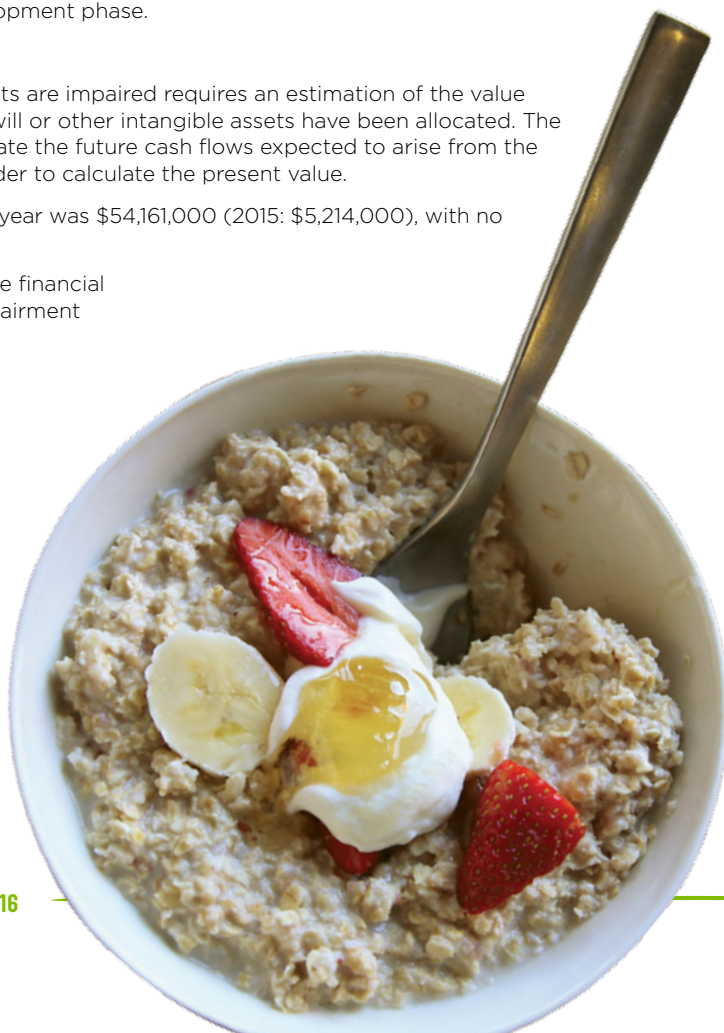 opment phase.
ts are impaired requires an estimation of the value
will or other intangible assets have been allocated. The
ate the future cash flows expected to arise from the
der to calculate the present value.
year was $54,161,000 (2015: $5,214,000), with no
e financial
airment
16